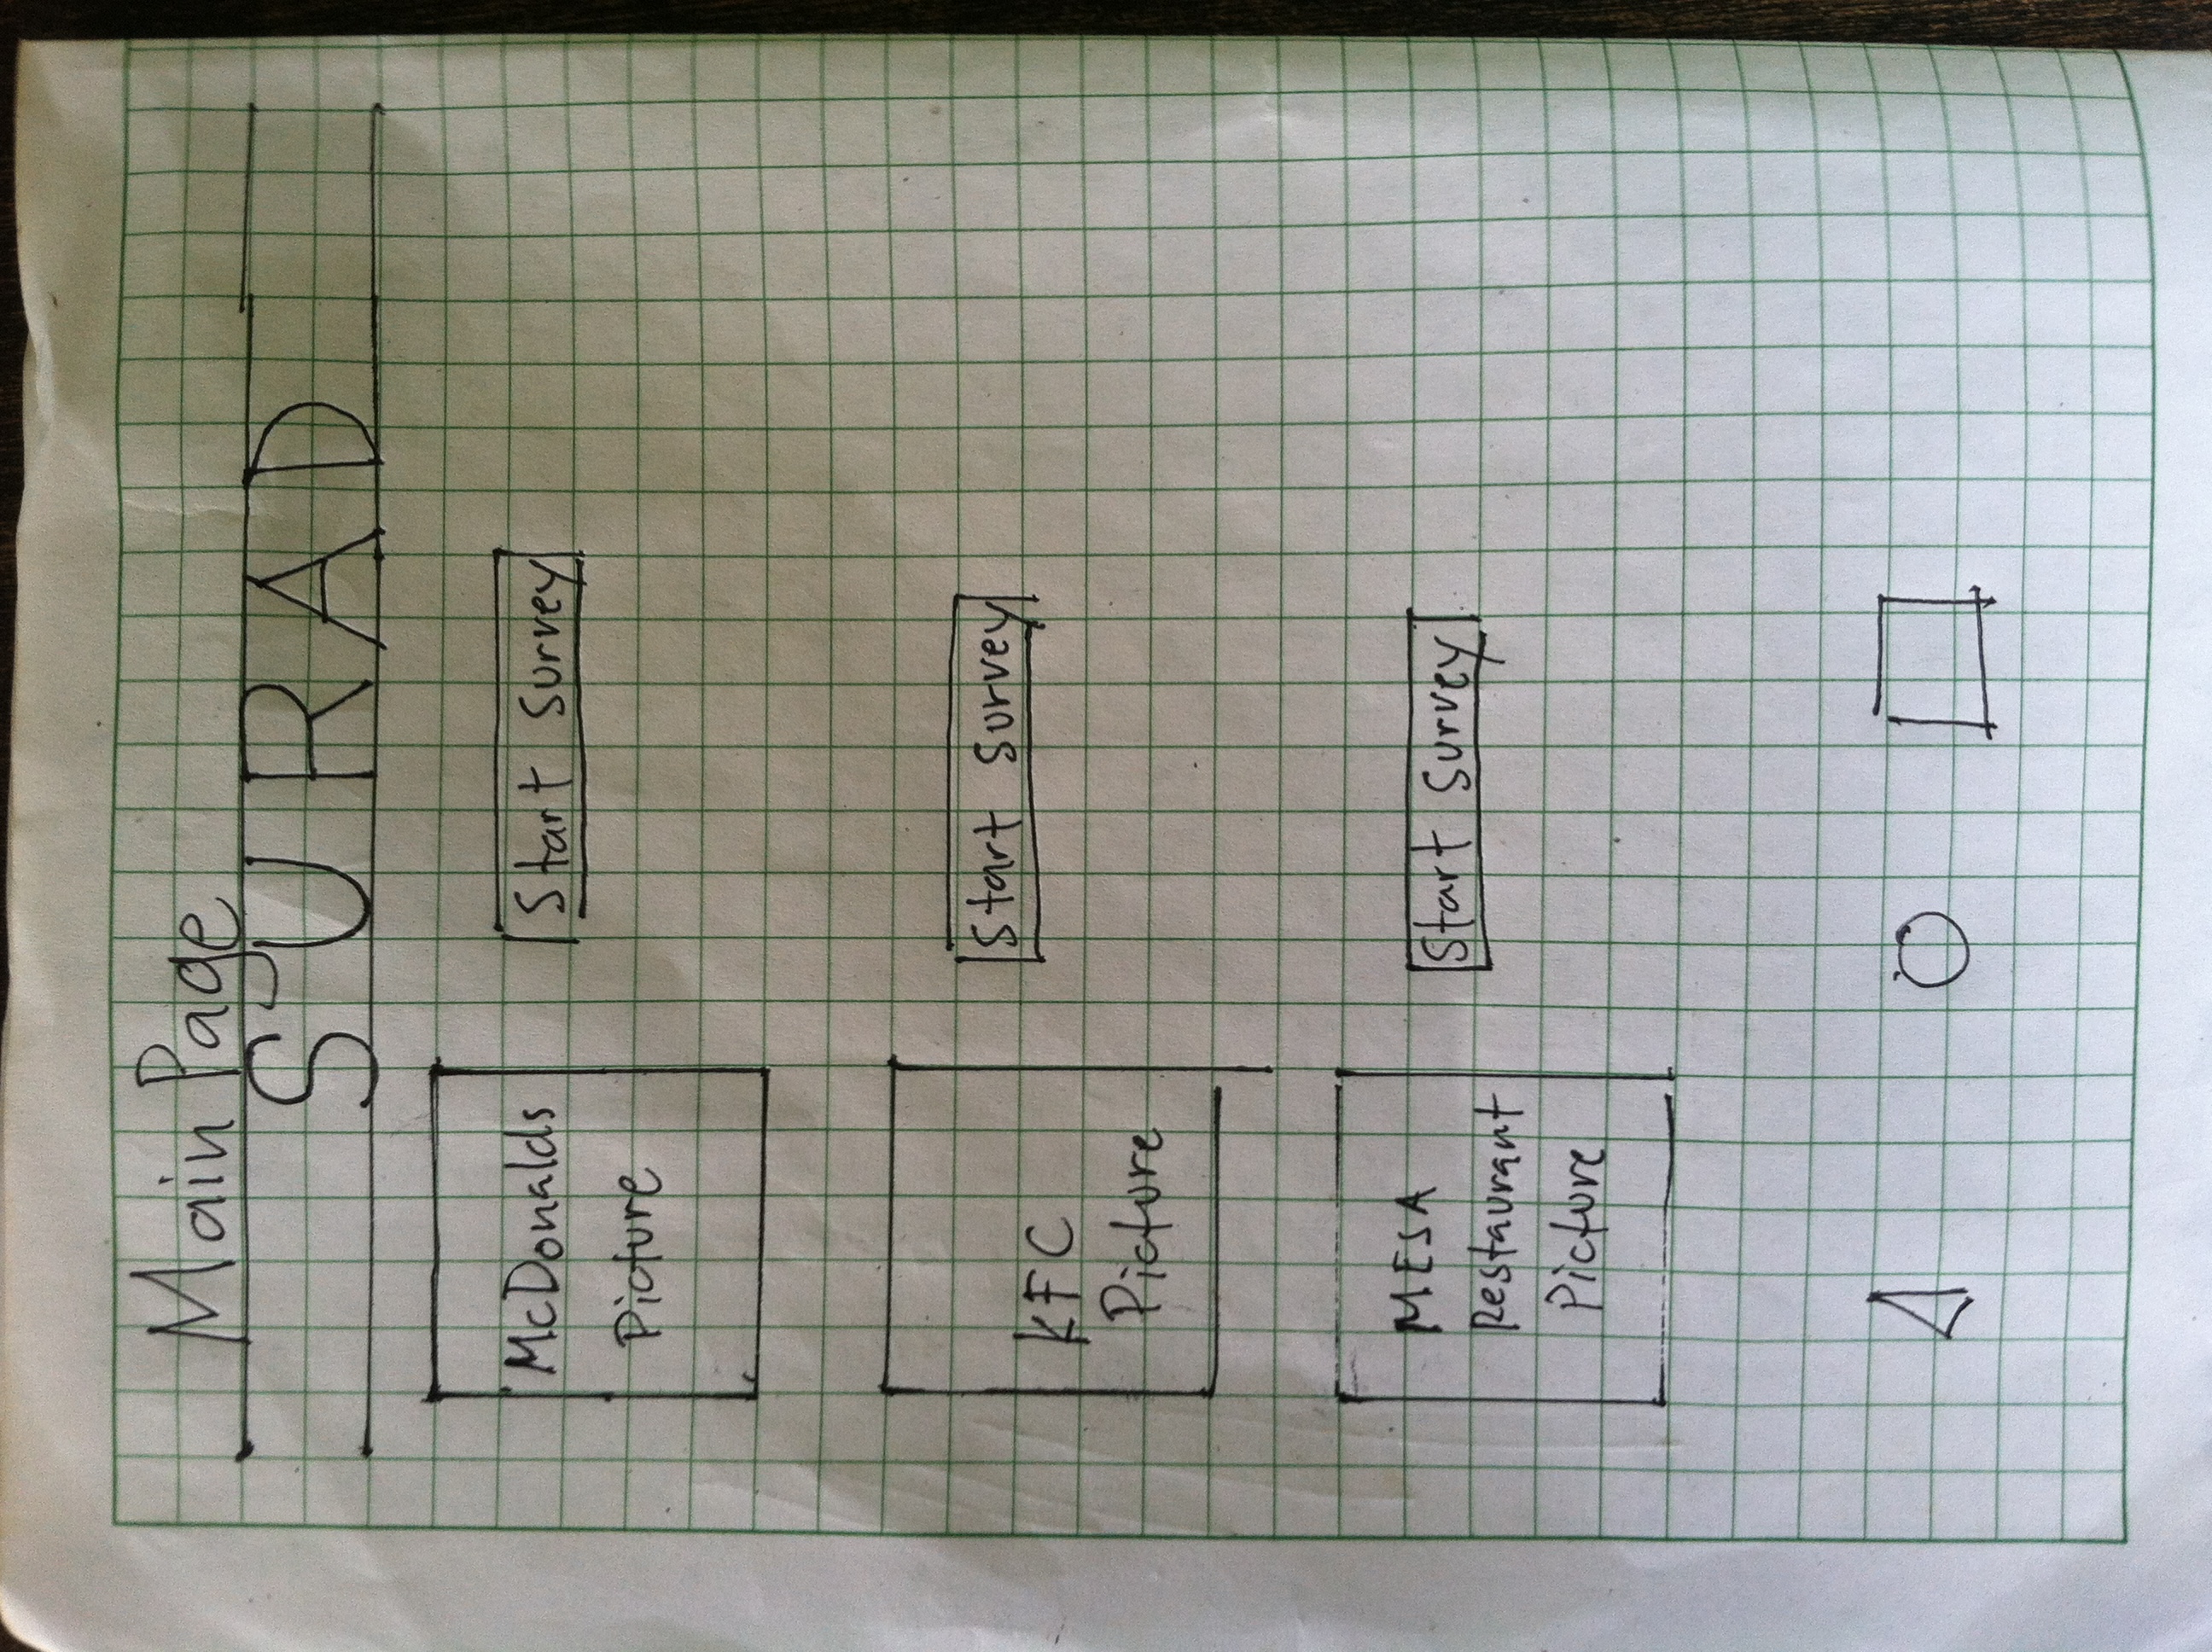 Main Page
SURAD
McDonalds
Picture
Start Survey
KFC
Picture
Start Survey
MESA
Restaurant
Picture
Start Survey